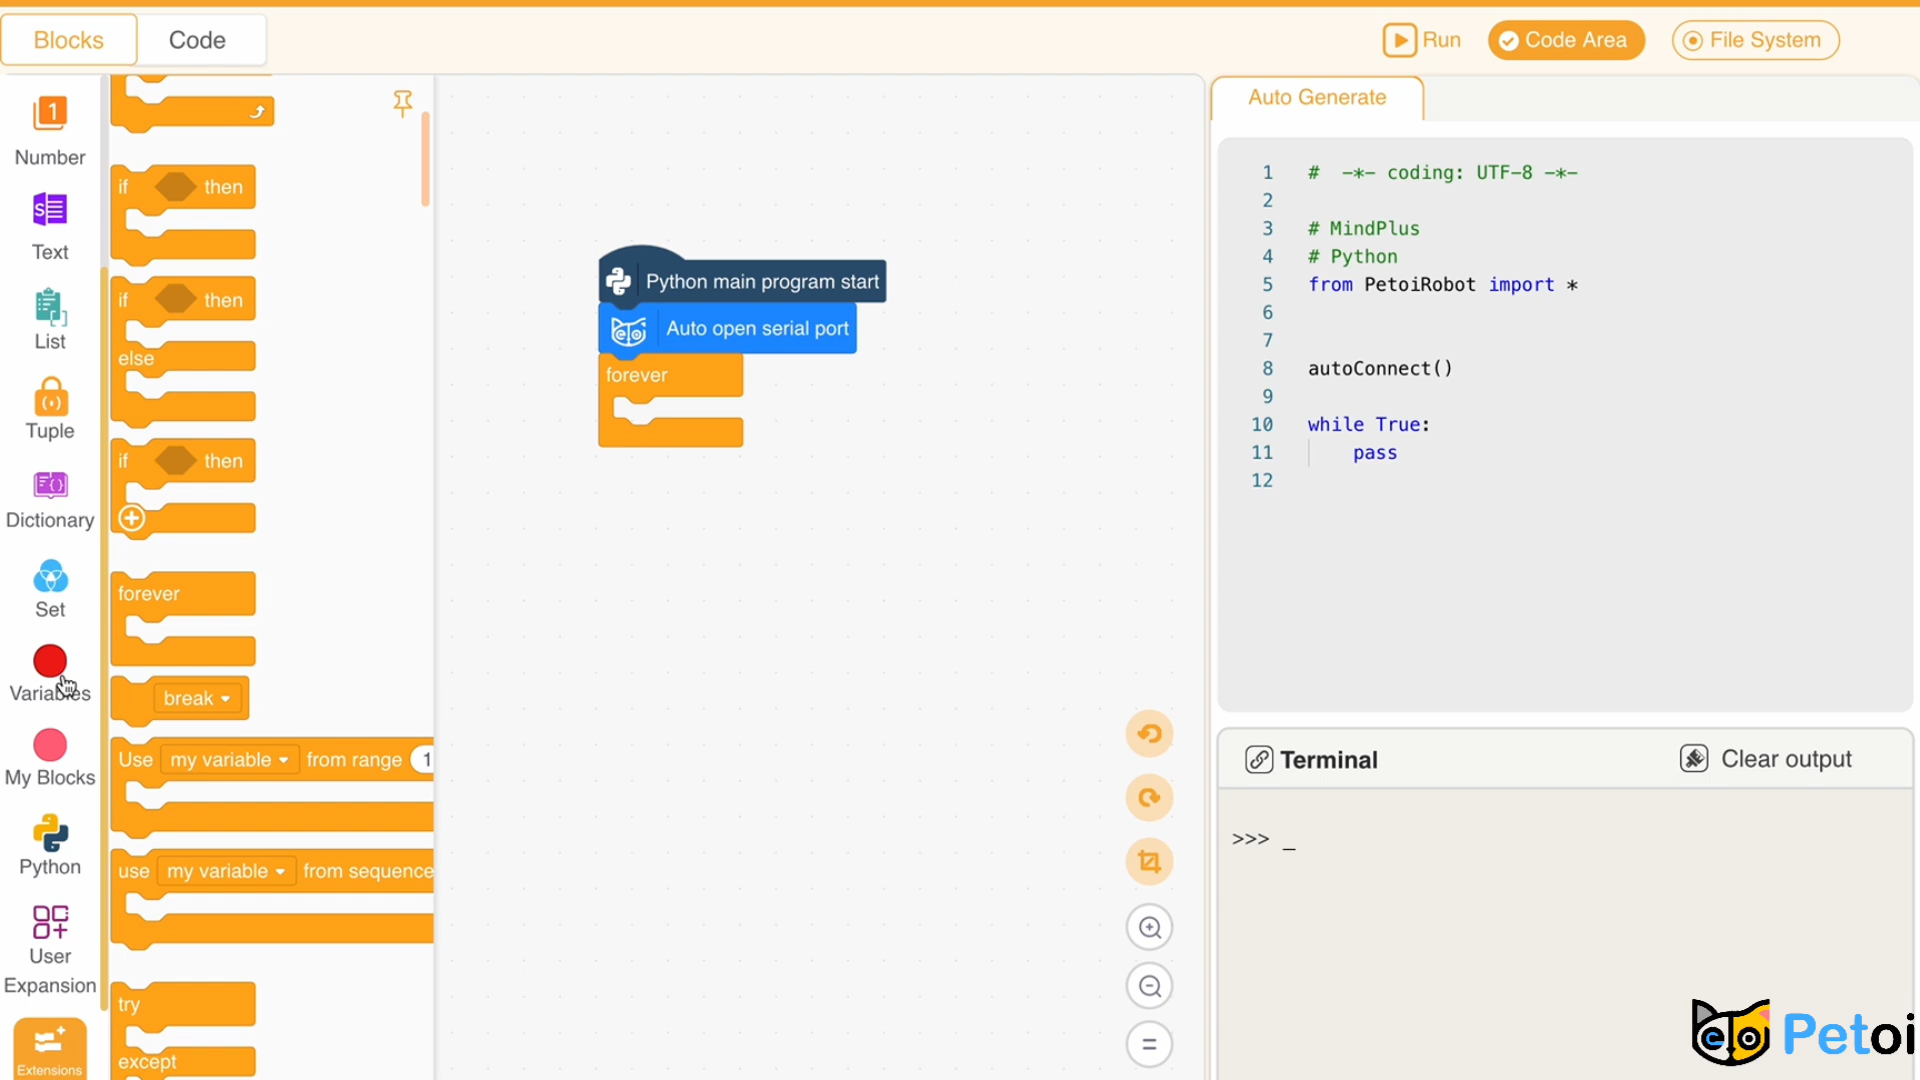 Blocks
Code
Run
Code Area
File System
Number
Text
List
Tuple
Dictionary
Set
Variables
My Blocks
Python
User
Expansion
Extensions
if then
if then
else
if then
forever
break
Use my variable from range 1
use my variable from sequence
try
except
Python main program start
Auto open serial port
forever
Auto Generate
1 # -*- coding: UTF-8 -*-
2
3 # MindPlus
4 # Python
5 from PetoiRobot import *
6
7
8 autoConnect()
9
10 while True:
11 pass
12
Terminal
Clear output
>>> _
Petoi